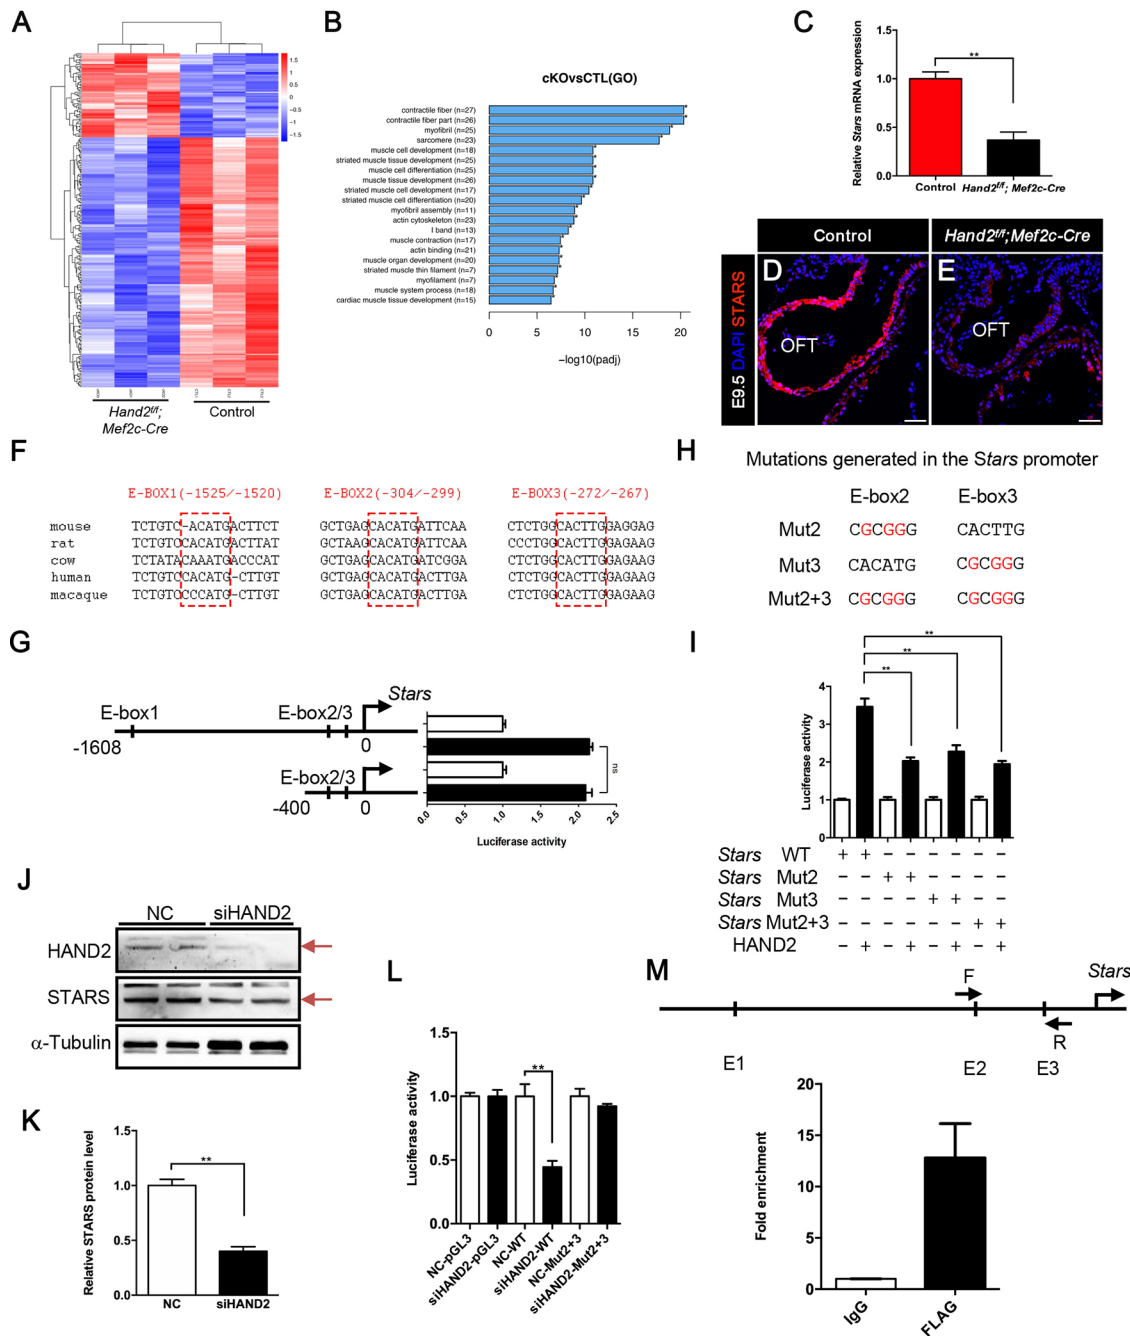 A
1.5
1
0.5
0
−0.5
−1
−1.5
Hand2f/f;
Mef2c-Cre
Control
B
cKOvsCTL(GO)
contractile fiber (n=27)
contractile fiber part (n=26)
myofibril (n=25)
sarcomere (n=23)
muscle cell development (n=18)
striated muscle tissue development (n=25)
muscle cell differentiation (n=25)
muscle tissue development (n=26)
striated muscle cell development (n=17)
striated muscle cell differentiation (n=20)
myofibril assembly (n=11)
actin cytoskeleton (n=23)
I band (n=13)
muscle contraction (n=17)
actin binding (n=21)
muscle organ development (n=20)
striated muscle thin filament (n=7)
myofilament (n=7)
muscle system process (n=18)
cardiac muscle tissue development (n=15)
0 5 10 15 20
−log10(padj)
C
Relative Stars mRNA expression
1.5
1.0
0.5
0.0
**
Control Hand2f/f; Mef2c-Cre
Control Hand2f/f;Mef2c-Cre
E9.5 DAPI STARS
D
OFT
E
OFT
F
E-BOX1(-1525/-1520) E-BOX2(-304/-299) E-BOX3(-272/-267)
mouse TCTGTC-ACATGACTTCT GCTGAGCACATGATTCAA CTCTGGCACTTGGAGGAG
rat TCTGTCCACATGACTTAT GCTAAGCACATGATTCAA CCCTGGCACTTGGAGAAG
cow TCTATACAAATGACCCAT GCTGAGCACATGATCGGA CTCTGGCACTTGGAGAAG
human TCTGTCCACATG-CTTGT GCTGAGCACATGACTTGA CTCTGGCACTTGGAGAAG
macaque TCTGTCCCCATG-CTTGT GCTGAGCACATGACTTGA CTCTGGCACTTGGAGAAG
H
Mutations generated in the Stars promoter
E-box2 E-box3
Mut2 CGCGGG CACTTG
Mut3 CACATG CGCGGG
Mut2+3 CGCGGG CGCGGG
G
Stars
E-box1 E-box2/3
-1608 0
E-box2/3
-400 0
ns
0.0 0.5 1.0 1.5 2.0 2.5
Luciferase activity
I
Luciferase activity
4
3
2
1
0
**
**
**
Stars WT + + − − − − − −
Stars Mut2 − − + + − − − −
Stars Mut3 − − − − + + − −
Stars Mut2+3 − − − − − − + +
HAND2 − + − + − + − +
J
NC siHAND2
HAND2
STARS
α-Tubulin
K
Relative STARS protein level
1.5
1.0
0.5
0.0
**
NC siHAND2
L
Luciferase activity
1.5
1.0
0.5
0.0
**
NC-pGL3
siHAND2-pGL3
NC-WT
siHAND2-WT
NC-Mut2+3
siHAND2-Mut2+3
M
F
Stars
R
E1 E2 E3
Fold enrichment
20
15
10
5
0
IgG
FLAG